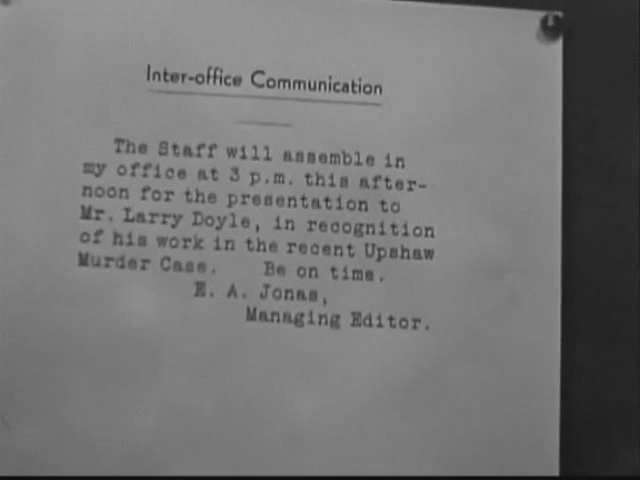 Inter-office Communication
The Staff will assemble in
my office at 3 p.m. this after-
noon for the presentation to
Mr. Larry Doyle, in recognition
of his work in the recent Upshaw
Murder Case. Be on time.
E. A. Jonas,
Managing Editor.